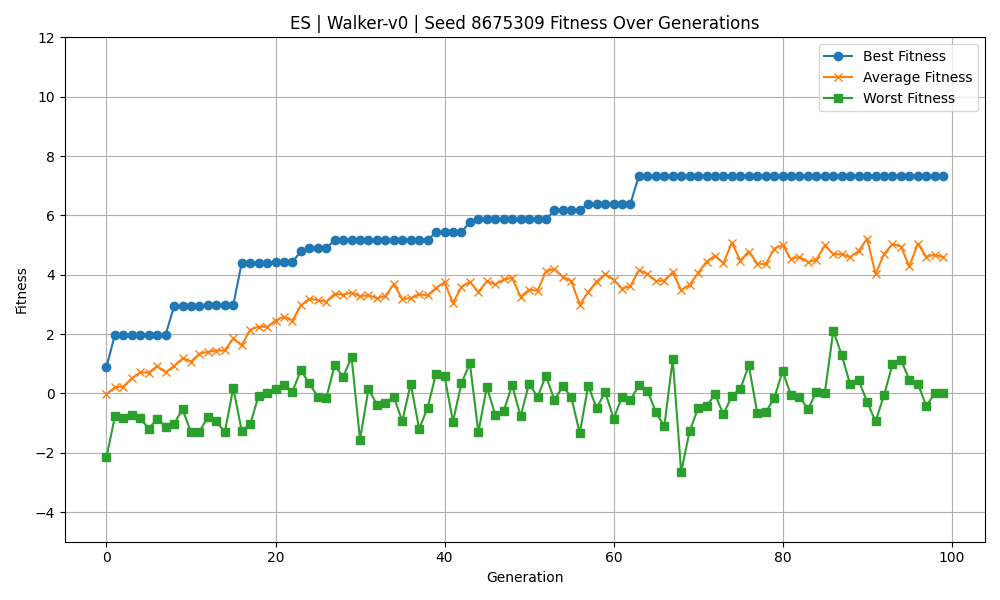 ES | Walker-v0 | Seed 8675309 Fitness Over Generations
Best Fitness
Average Fitness
Worst Fitness
Fitness
12
10
8
6
4
2
0
−2
−4
0
20
40
60
80
100
Generation